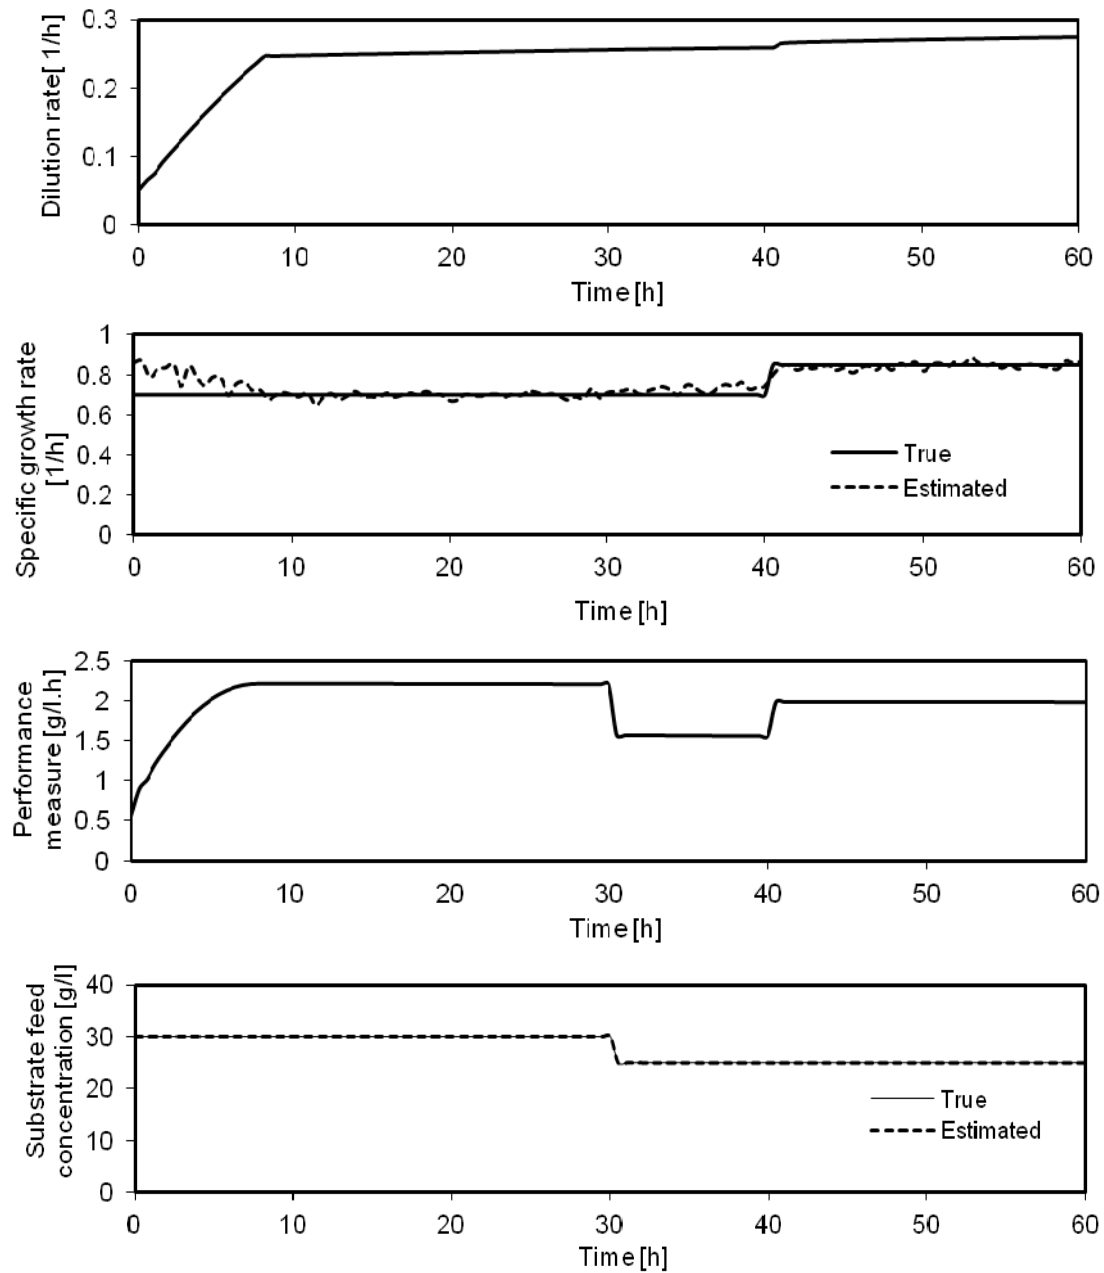 Dilution rate[ 1/h]
0.3
0.2
0.1
0
0 10 20 30 40 50 60
Time [h]
Specific growth rate
[1/h]
1
0.8
0.6
0.4
0.2
0
True
Estimated
0 10 20 30 40 50 60
Time [h]
Performance
measure [g/l.h]
2.5
2
1.5
1
0.5
0
0 10 20 30 40 50 60
Time [h]
Substrate feed
concentration [g/l]
40
30
20
10
0
True
Estimated
0 10 20 30 40 50 60
Time [h]